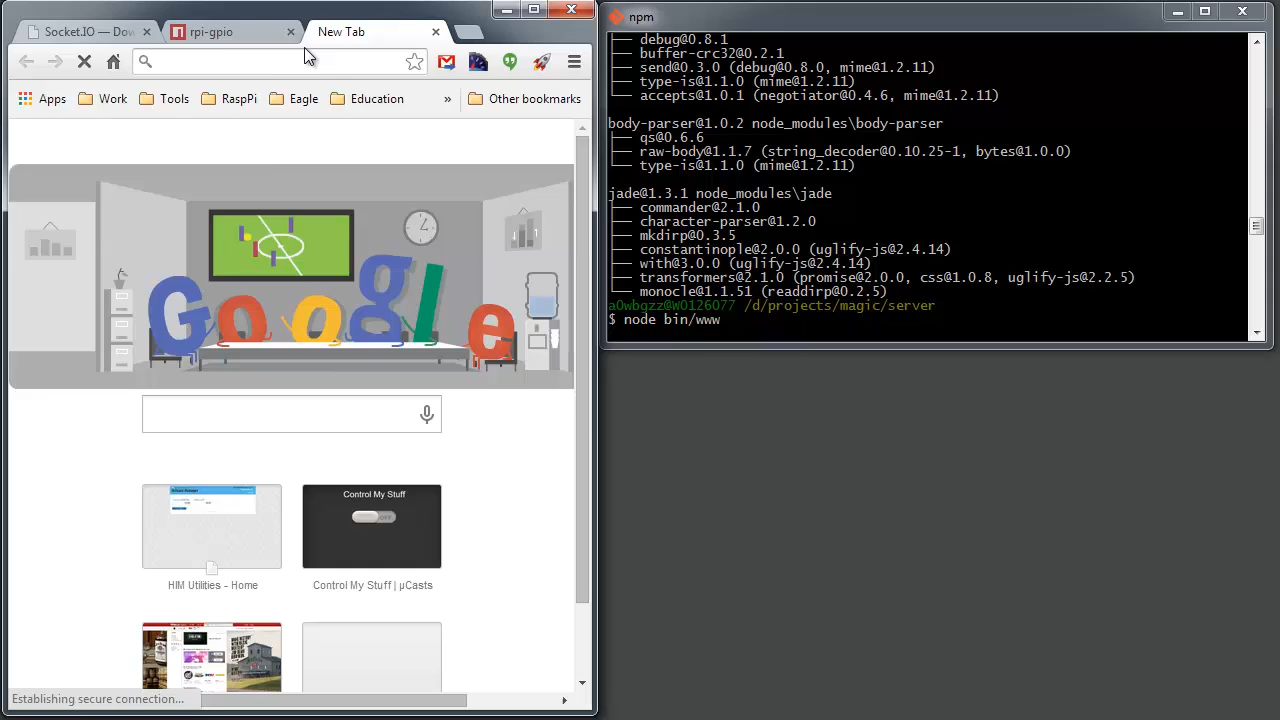 Socket.IO — Dov
rpi-gpio
New Tab
Apps
Work
Tools
RaspPi
Eagle
Education
»
Other bookmarks
Google
HIM Utilities - Home
Control My Stuff
OFF
Control My Stuff | µCasts
Establishing secure connection...
npm
├── debug@0.8.1
├── buffer-crc32@0.2.1
├── send@0.3.0 (debug@0.8.0, mime@1.2.11)
├── type-is@1.1.0 (mime@1.2.11)
└── accepts@1.0.1 (negotiator@0.4.6, mime@1.2.11)
body-parser@1.0.2 node_modules\body-parser
├── qs@0.6.6
├── raw-body@1.1.7 (string_decoder@0.10.25-1, bytes@1.0.0)
└── type-is@1.1.0 (mime@1.2.11)
jade@1.3.1 node_modules\jade
├── commander@2.1.0
├── character-parser@1.2.0
├── mkdirp@0.3.5
├── constantinople@2.0.0 (uglify-js@2.4.14)
├── with@3.0.0 (uglify-js@2.4.14)
├── transformers@2.1.0 (promise@2.0.0, css@1.0.8, uglify-js@2.2.5)
└── monocle@1.1.51 (readdirp@0.2.5)
a0wbgzz@W0126077 /d/projects/magic/server
$ node bin/www